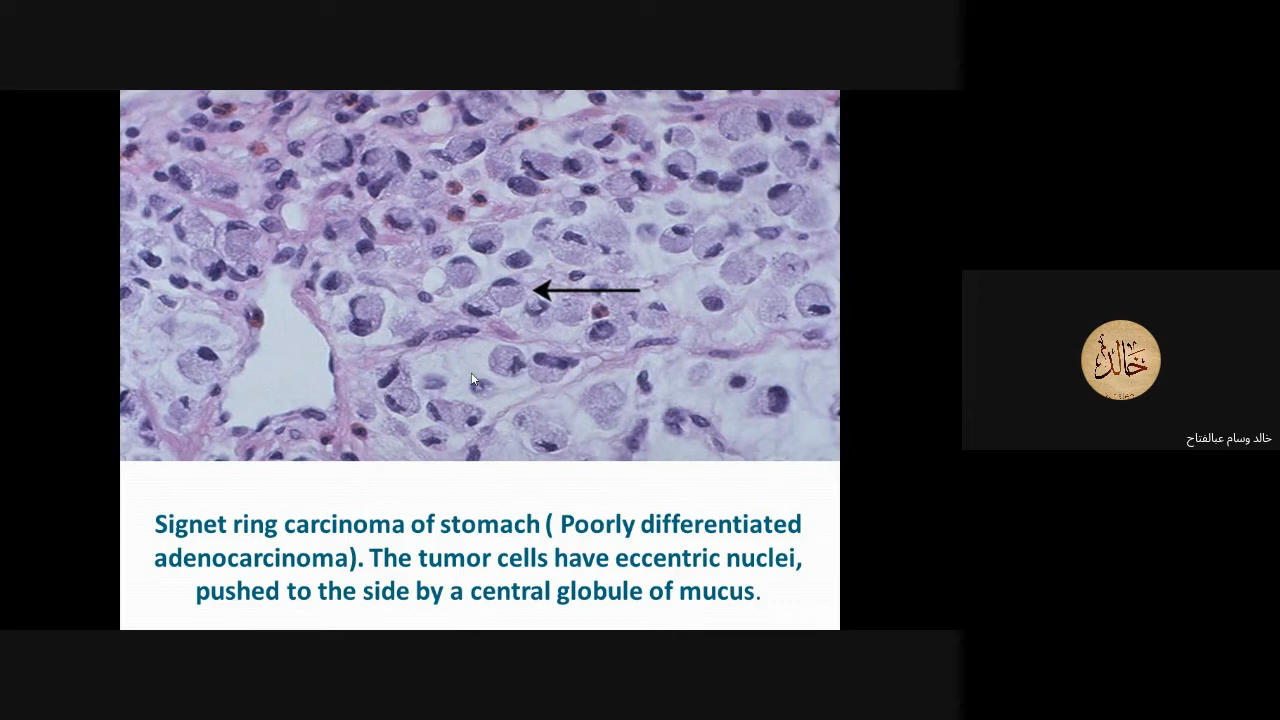 Signet ring carcinoma of stomach ( Poorly differentiated
adenocarcinoma). The tumor cells have eccentric nuclei,
pushed to the side by a central globule of mucus.
خالد
خالد وسام عبالفتاح